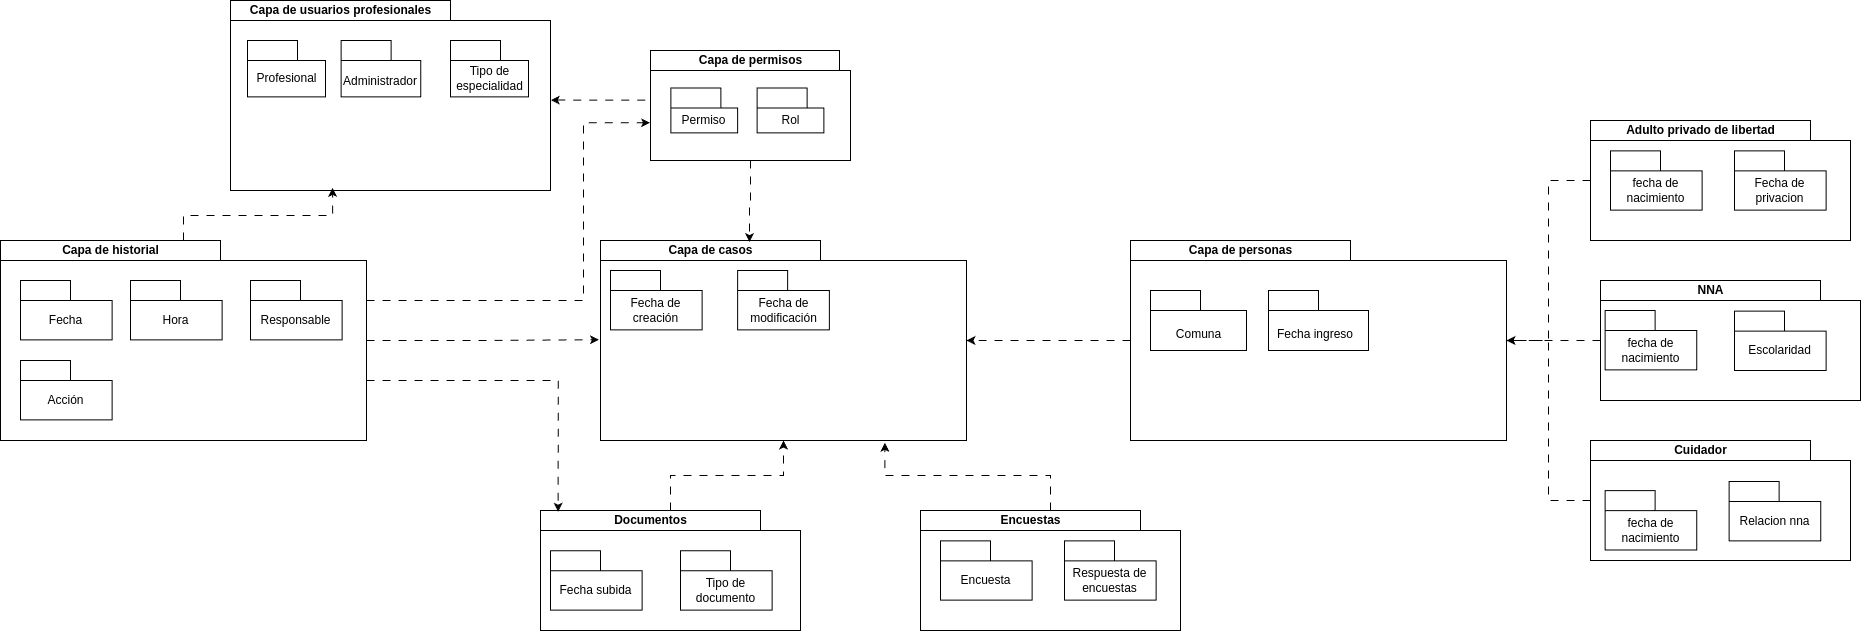 Capa de usuarios profesionales
Profesional
Administrador
Tipo de
especialidad
Capa de permisos
Permiso
Rol
Adulto privado de libertad
fecha de
nacimiento
Fecha de
privacion
Capa de historial
Fecha
Hora
Responsable
Acción
Capa de casos
Fecha de
creación
Fecha de
modificación
Capa de personas
Comuna
Fecha ingreso
NNA
fecha de
nacimiento
Escolaridad
Cuidador
fecha de
nacimiento
Relacion nna
Documentos
Fecha subida
Tipo de
documento
Encuestas
Encuesta
Respuesta de
encuestas